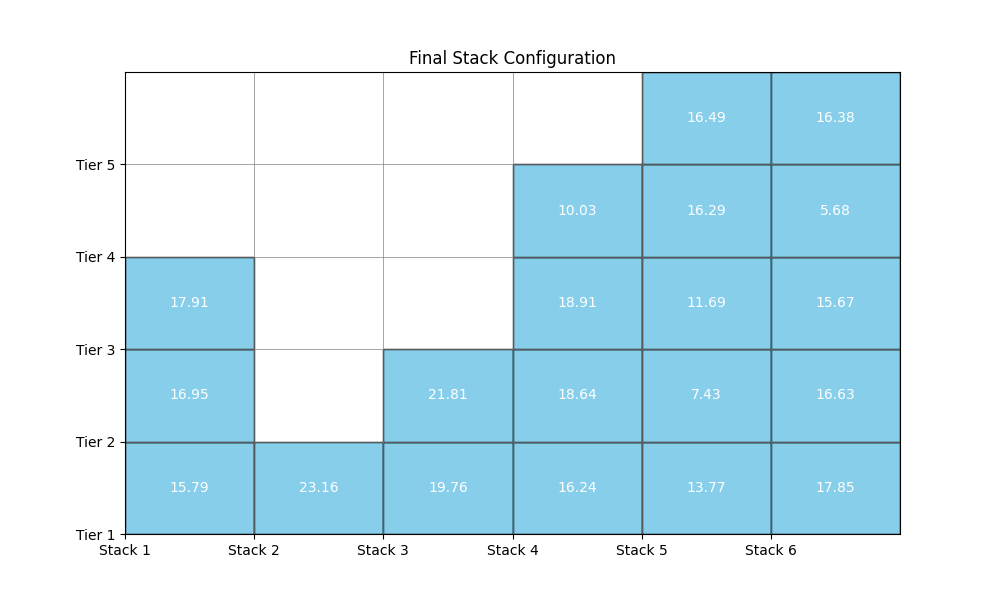 Final Stack Configuration
16.49 16.38
Tier 5
10.03 16.29 5.68
Tier 4
17.91 18.91 11.69 15.67
Tier 3
16.95 21.81 18.64 7.43 16.63
Tier 2
15.79 23.16 19.76 16.24 13.77 17.85
Tier 1
Stack 1 Stack 2 Stack 3 Stack 4 Stack 5 Stack 6